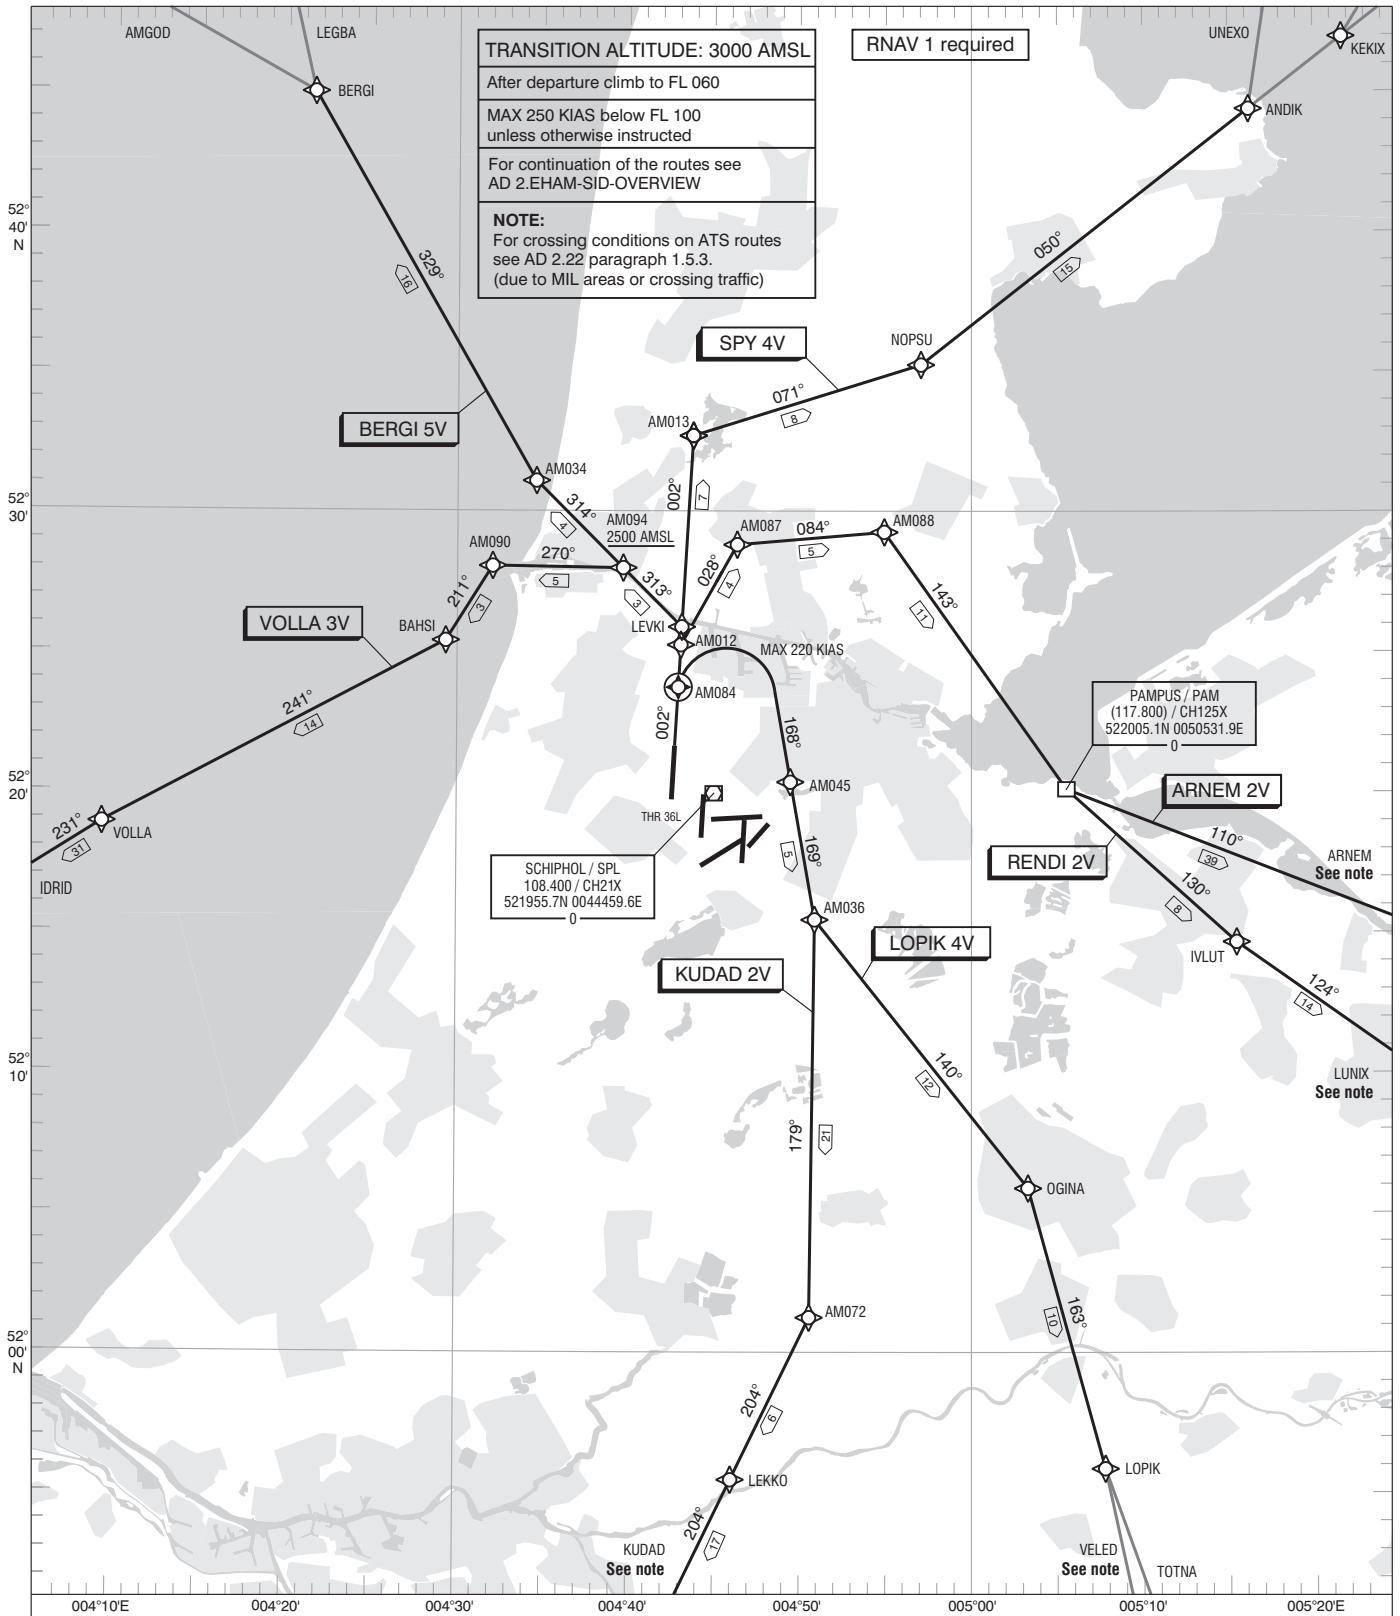 AMGOD
LEGBA
UNEXO
KEKIX
TRANSITION ALTITUDE: 3000 AMSL
After departure climb to FL 060
MAX 250 KIAS below FL 100
unless otherwise instructed
For continuation of the routes see
AD 2.EHAM-SID-OVERVIEW
NOTE:
For crossing conditions on ATS routes
see AD 2.22 paragraph 1.5.3.
(due to MIL areas or crossing traffic)
RNAV 1 required
BERGI
ANDIK
52°
40'
N
329°
16
050°
15
SPY 4V
NOPSU
071°
8
BERGI 5V
AM013
AM034
002°
7
52°
30'
314°
4
AM094
2500 AMSL
AM087
084°
5
AM088
AM090
270°
5
028°
4
313°
3
211°
3
143°
11
VOLLA 3V
BAHSI
LEVKI
AM012
MAX 220 KIAS
AM084
241°
14
002°
168°
PAMPUS / PAM
(117.800) / CH125X
522005.1N 0050531.9E
0
52°
20'
AM045
ARNEM 2V
231°
31
VOLLA
THR 36L
5
169°
110°
39
RENDI 2V
ARNEM
See note
IDRID
SCHIPHOL / SPL
108.400 / CH21X
521955.7N 0044459.6E
0
130°
8
AM036
LOPIK 4V
IVLUT
KUDAD 2V
124°
14
52°
10'
140°
12
LUNIX
See note
179°
21
OGINA
AM072
163°
10
52°
00'
N
204°
6
LEKKO
LOPIK
204°
17
KUDAD
See note
VELED
See note
TOTNA
004°10'E
004°20'
004°30'
004°40'
004°50'
005°00'
005°10'
005°20'E